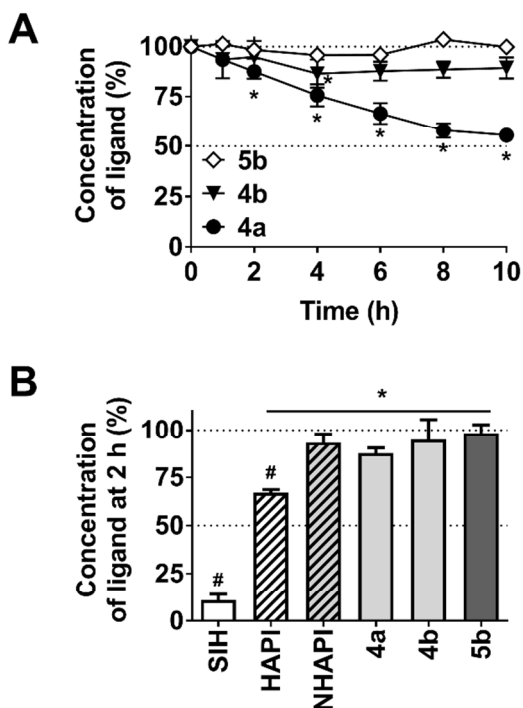 A
Concentration
of ligand (%)
100
75
50
25
0
5b
4b
4a
*
*
*
*
*
*
0
2
4
6
8
10
Time (h)
B
Concentration
of ligand at 2 h (%)
100
75
50
25
0
*
#
#
SIH
HAPI
NHAPI
4a
4b
5b